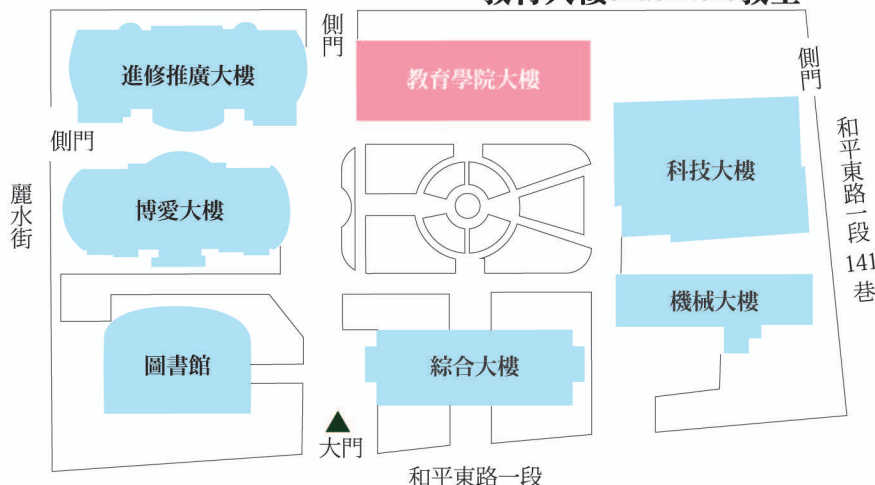 側門
進修推廣大樓
教育學院大樓
側門
側門
和平東路一段141巷
麗水街
博愛大樓
科技大樓
機械大樓
圖書館
綜合大樓
大門
和平東路一段